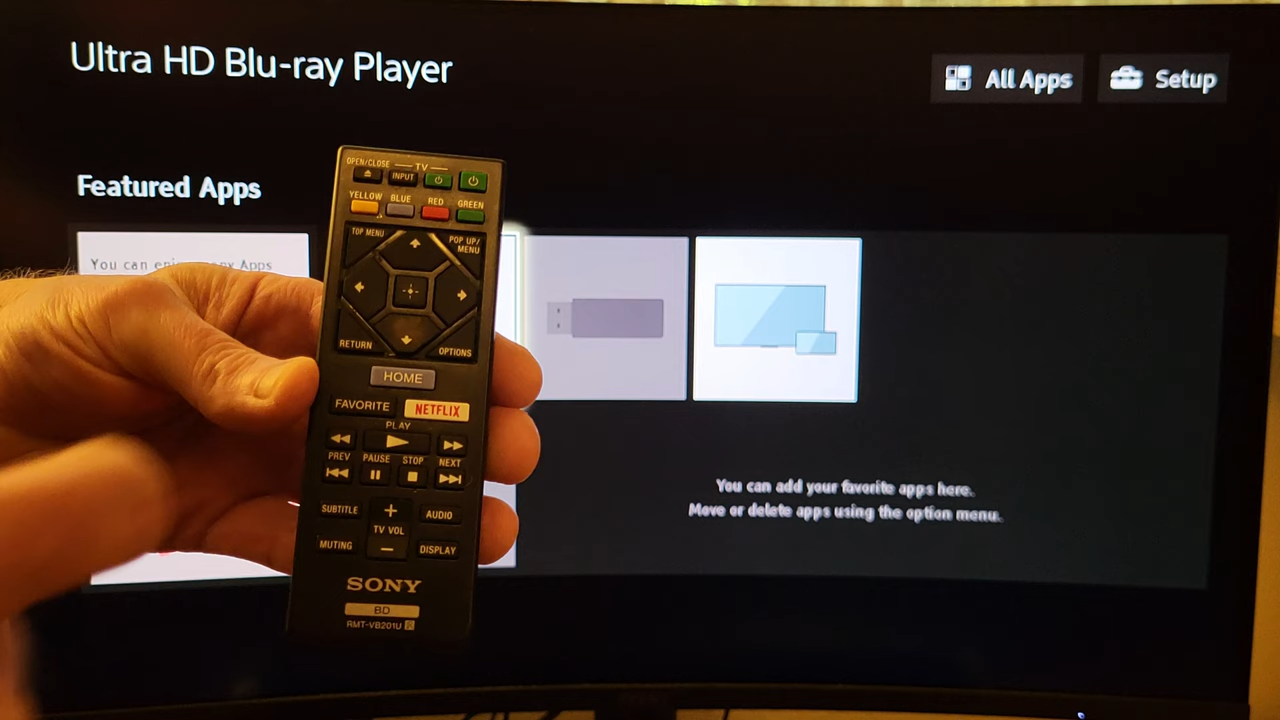 Ultra HD Blu-ray Player
All Apps
Setup
Featured Apps
You can enjoy many Apps
OPEN/CLOSE
TV
INPUT
YELLOW
BLUE
RED
GREEN
TOP MENU
POP UP/
MENU
RETURN
OPTIONS
HOME
FAVORITE
NETFLIX
PLAY
PREV
PAUSE
STOP
NEXT
SUBTITLE
+
AUDIO
TV VOL
MUTING
−
DISPLAY
SONY
BD
RMT-VB201U
You can add your favorite apps here.
Move or delete apps using the option menu.